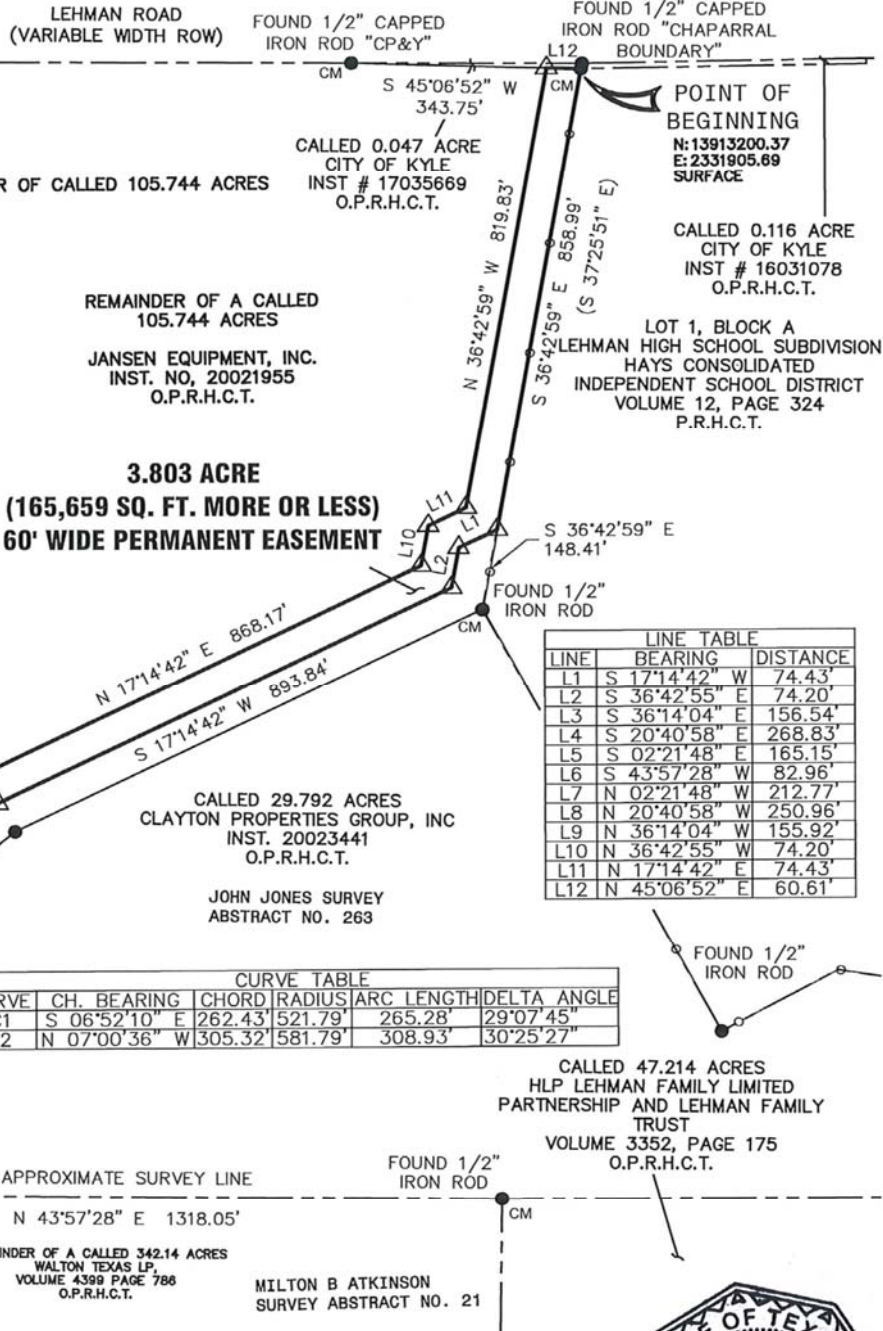 LEHMAN ROAD
(VARIABLE WIDTH ROW)
FOUND 1/2" CAPPED
IRON ROD "CP&Y"
FOUND 1/2" CAPPED
IRON ROD "CHAPARRAL
BOUNDARY"
L12
CM
CM
S 45°06'52" W
343.75'
POINT OF
BEGINNING
N:13913200.37
E:2331905.69
SURFACE
CALLED 0.047 ACRE
CITY OF KYLE
INST # 17035669
O.P.R.H.C.T.
R OF CALLED 105.744 ACRES
N 36°42'59" W 819.83'
S 36°42'59" E 858.99'
(S 37°25'51" E)
CALLED 0.116 ACRE
CITY OF KYLE
INST # 16031078
O.P.R.H.C.T.
REMAINDER OF A CALLED
105.744 ACRES
JANSEN EQUIPMENT, INC.
INST. NO, 20021955
O.P.R.H.C.T.
LOT 1, BLOCK A
LEHMAN HIGH SCHOOL SUBDIVISION
HAYS CONSOLIDATED
INDEPENDENT SCHOOL DISTRICT
VOLUME 12, PAGE 324
P.R.H.C.T.
3.803 ACRE
(165,659 SQ. FT. MORE OR LESS)
60' WIDE PERMANENT EASEMENT
L11
L10
L1
L2
S 36°42'59" E
148.41'
FOUND 1/2"
IRON ROD
CM
N 17°14'42" E 868.17'
S 17°14'42" W 893.84'
LINE TABLE
LINE BEARING DISTANCE
L1 S 17°14'42" W 74.43'
L2 S 36°42'55" E 74.20'
L3 S 36°14'04" E 156.54'
L4 S 20°40'58" E 268.83'
L5 S 02°21'48" E 165.15'
L6 S 43°57'28" W 82.96'
L7 N 02°21'48" W 212.77'
L8 N 20°40'58" W 250.96'
L9 N 36°14'04" W 155.92'
L10 N 36°42'55" W 74.20'
L11 N 17°14'42" E 74.43'
L12 N 45°06'52" E 60.61'
CALLED 29.792 ACRES
CLAYTON PROPERTIES GROUP, INC
INST. 20023441
O.P.R.H.C.T.
JOHN JONES SURVEY
ABSTRACT NO. 263
FOUND 1/2"
IRON ROD
CURVE TABLE
RVE CH. BEARING CHORD RADIUS ARC LENGTH DELTA ANGLE
1 S 06°52'10" E 262.43' 521.79' 265.28' 29°07'45"
2 N 07°00'36" W 305.32' 581.79' 308.93' 30°25'27"
CALLED 47.214 ACRES
HLP LEHMAN FAMILY LIMITED
PARTNERSHIP AND LEHMAN FAMILY
TRUST
VOLUME 3352, PAGE 175
O.P.R.H.C.T.
APPROXIMATE SURVEY LINE
FOUND 1/2"
IRON ROD
CM
N 43°57'28" E 1318.05'
INDER OF A CALLED 342.14 ACRES
WALTON TEXAS LP,
VOLUME 4399 PAGE 786
O.P.R.H.C.T.
MILTON B ATKINSON
SURVEY ABSTRACT NO. 21
E OF TEX